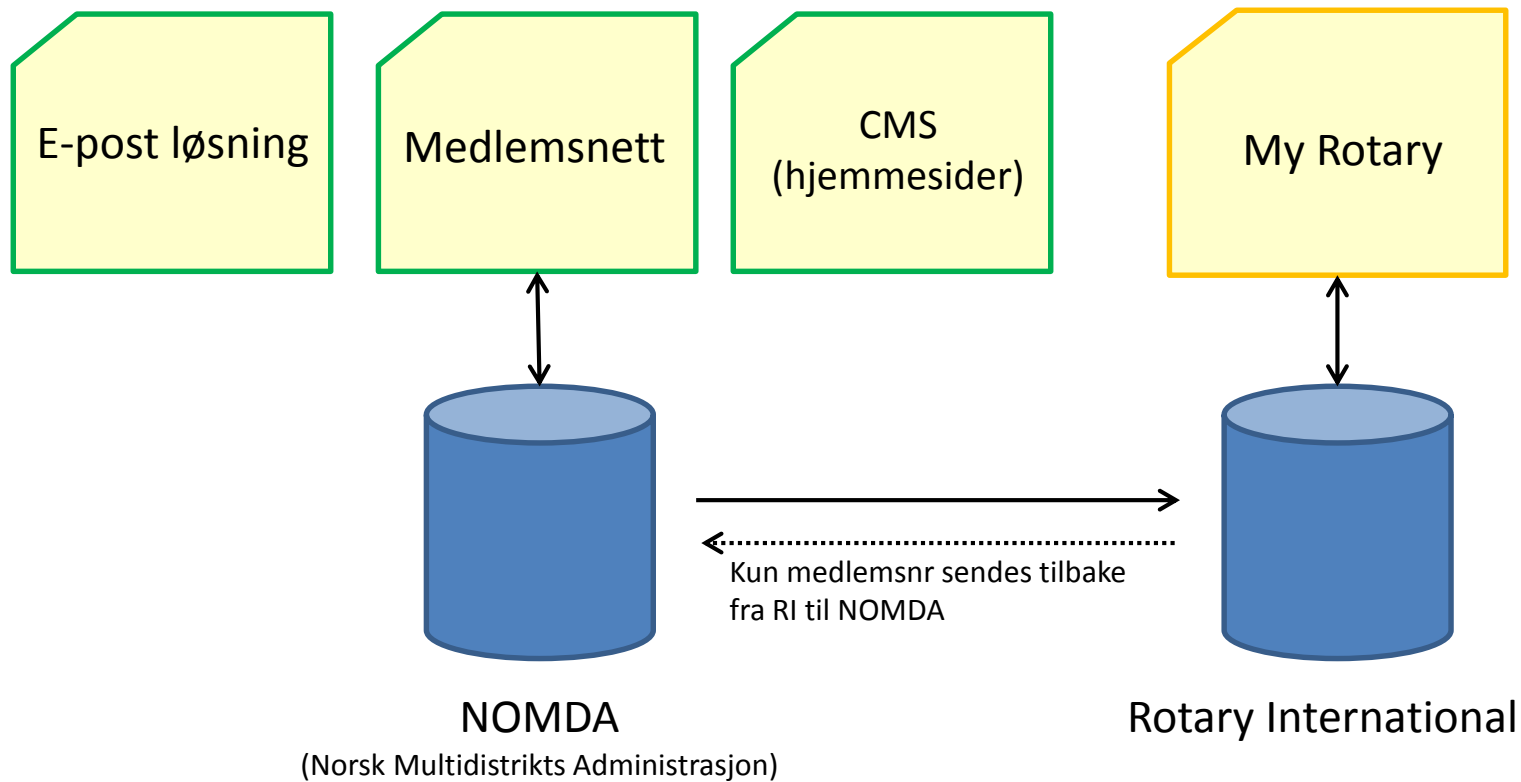 E-post løsning
Medlemsnett
CMS
(hjemmesider)
My Rotary
Kun medlemsnr sendes tilbake
fra RI til NOMDA
NOMDA
(Norsk Multidistrikts Administrasjon)
Rotary International